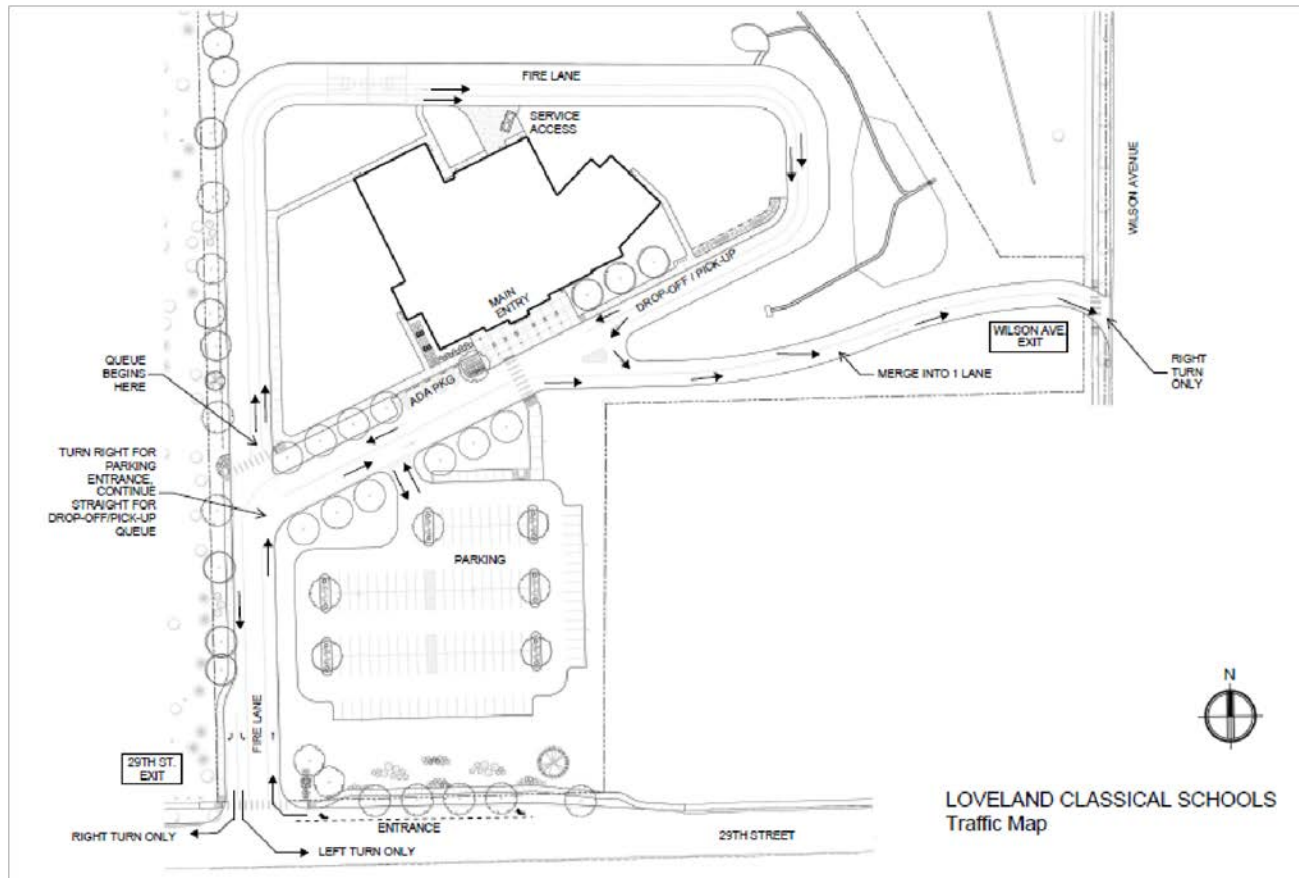 FIRE LANE
SERVICE
ACCESS
WILSON AVENUE
DROP-OFF / PICK-UP
MAIN
ENTRY
WILSON AVE.
EXIT
RIGHT
TURN
ONLY
MERGE INTO 1 LANE
QUEUE
BEGINS
HERE
ADA PKG
TURN RIGHT FOR
PARKING
ENTRANCE,
CONTINUE
STRAIGHT FOR
DROP-OFF/PICK-UP
QUEUE
PARKING
N
FIRE LANE
29TH ST.
EXIT
LOVELAND CLASSICAL SCHOOLS
Traffic Map
RIGHT TURN ONLY
ENTRANCE
29TH STREET
LEFT TURN ONLY